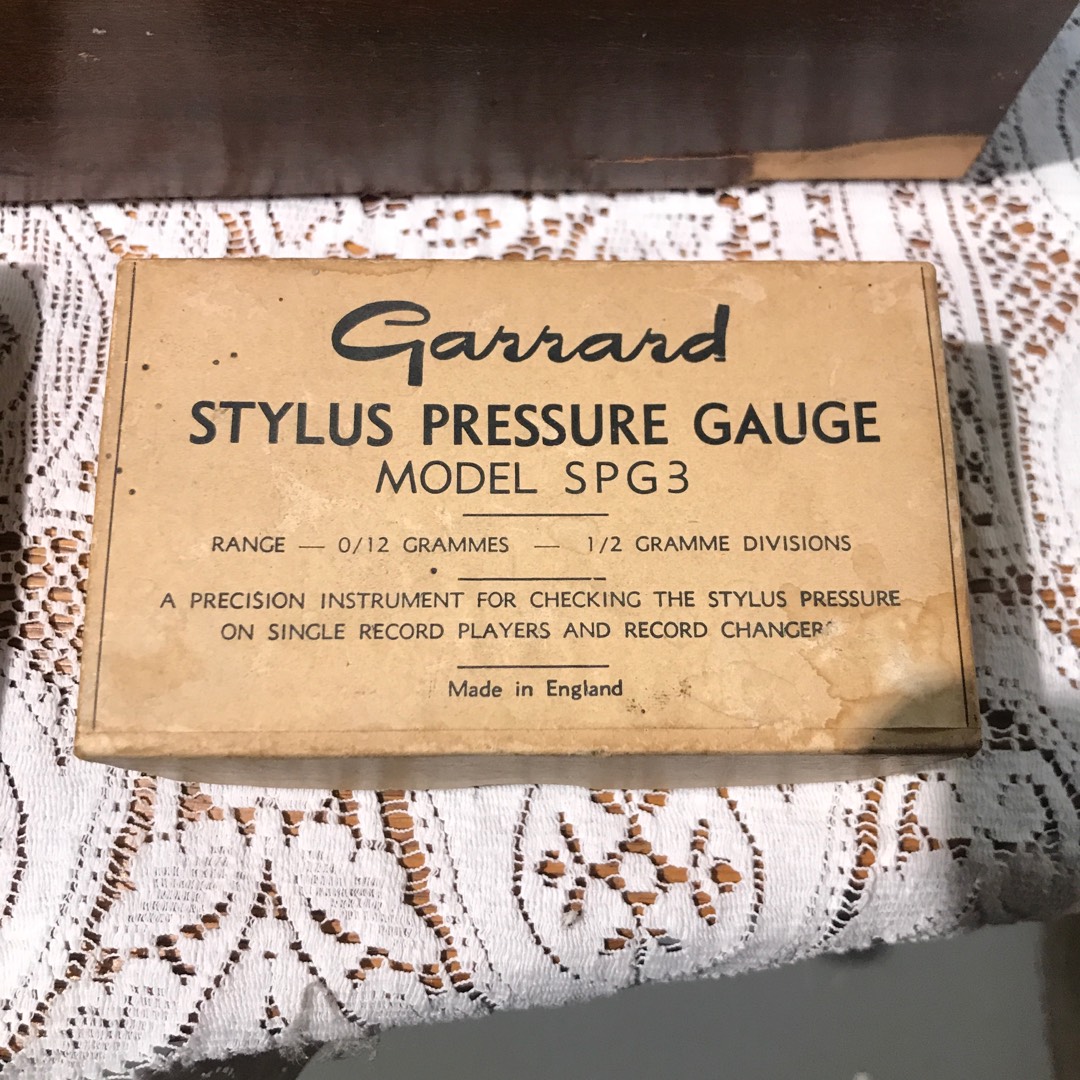 Garrard
STYLUS PRESSURE GAUGE
MODEL SPG3
RANGE — 0/12 GRAMMES — 1/2 GRAMME DIVISIONS
A PRECISION INSTRUMENT FOR CHECKING THE STYLUS PRESSURE
ON SINGLE RECORD PLAYERS AND RECORD CHANGERS
Made in England